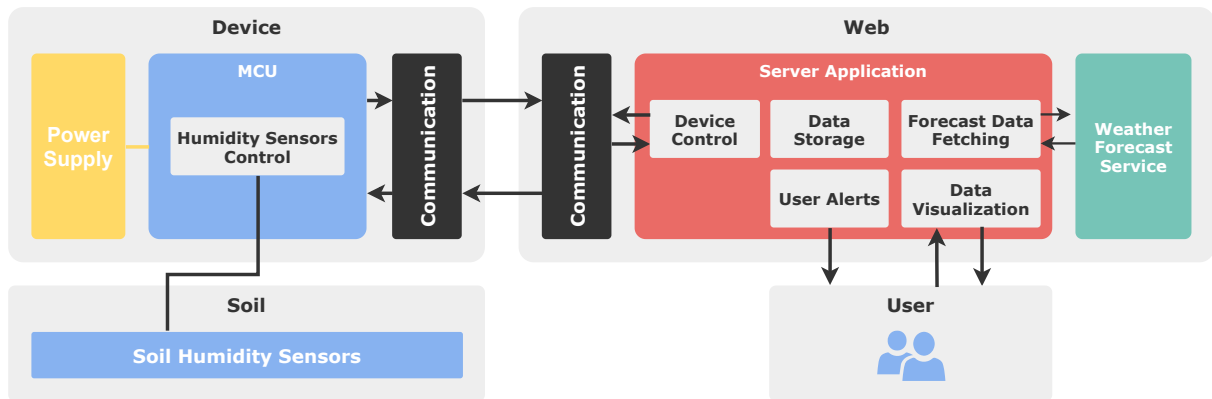 Device
Power
Supply
MCU
Humidity Sensors
Control
Communication
Soil
Soil Humidity Sensors
Web
Communication
Server Application
Device
Control
Data
Storage
Forecast Data
Fetching
User Alerts
Data
Visualization
Weather
Forecast
Service
User